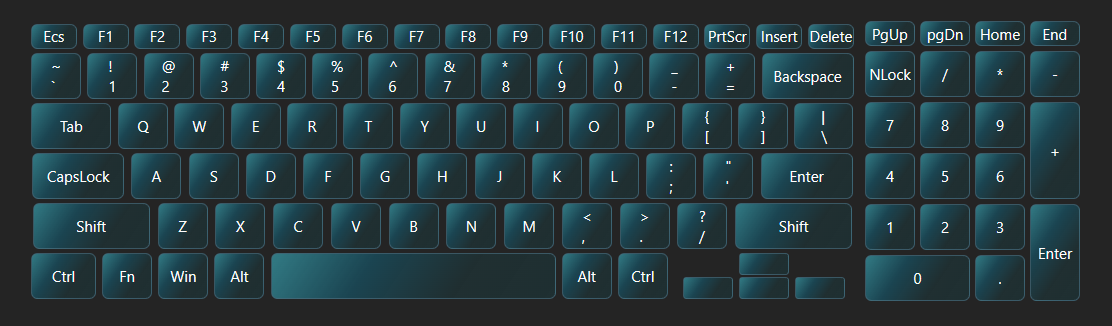 Ecs F1 F2 F3 F4 F5 F6 F7 F8 F9 F10 F11 F12 PrtScr Insert Delete PgUp pgDn Home End
~ ! @ # $ % ^ & * ( ) _ +
` 1 2 3 4 5 6 7 8 9 0 - = Backspace NLock / * -
Tab Q W E R T Y U I O P { [ } ] | \ 7 8 9 +
CapsLock A S D F G H J K L : ; " ' Enter 4 5 6
Shift Z X C V B N M < , > . ? / Shift 1 2 3 Enter
Ctrl Fn Win Alt Alt Ctrl 0 .